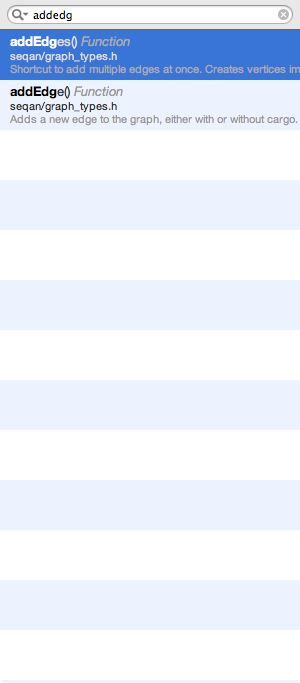 addedg
addEdges() Function
seqan/graph_types.h
Shortcut to add multiple edges at once. Creates vertices im
addEdge() Function
seqan/graph_types.h
Adds a new edge to the graph, either with or without cargo.